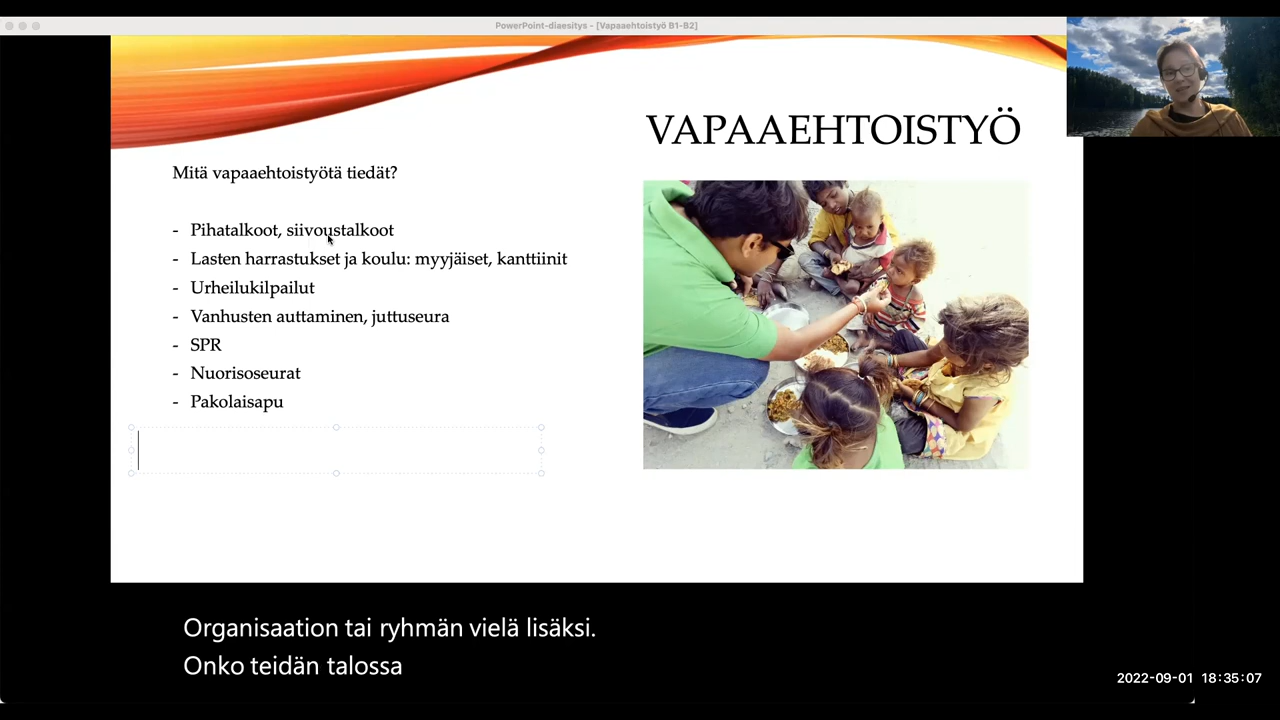 PowerPoint-diaesitys - [Vapaaehtoistyö B1-B2]
VAPAAEHTOISTYÖ
Mitä vapaaehtoistyötä tiedät?
- Pihatalkoot, siivoustalkoot
- Lasten harrastukset ja koulu: myyjäiset, kanttiinit
- Urheilukilpailut
- Vanhusten auttaminen, juttuseura
- SPR
- Nuorisoseurat
- Pakolaisapu
Organisaation tai ryhmän vielä lisäksi.
Onko teidän talossa
2022-09-01 18:35:07